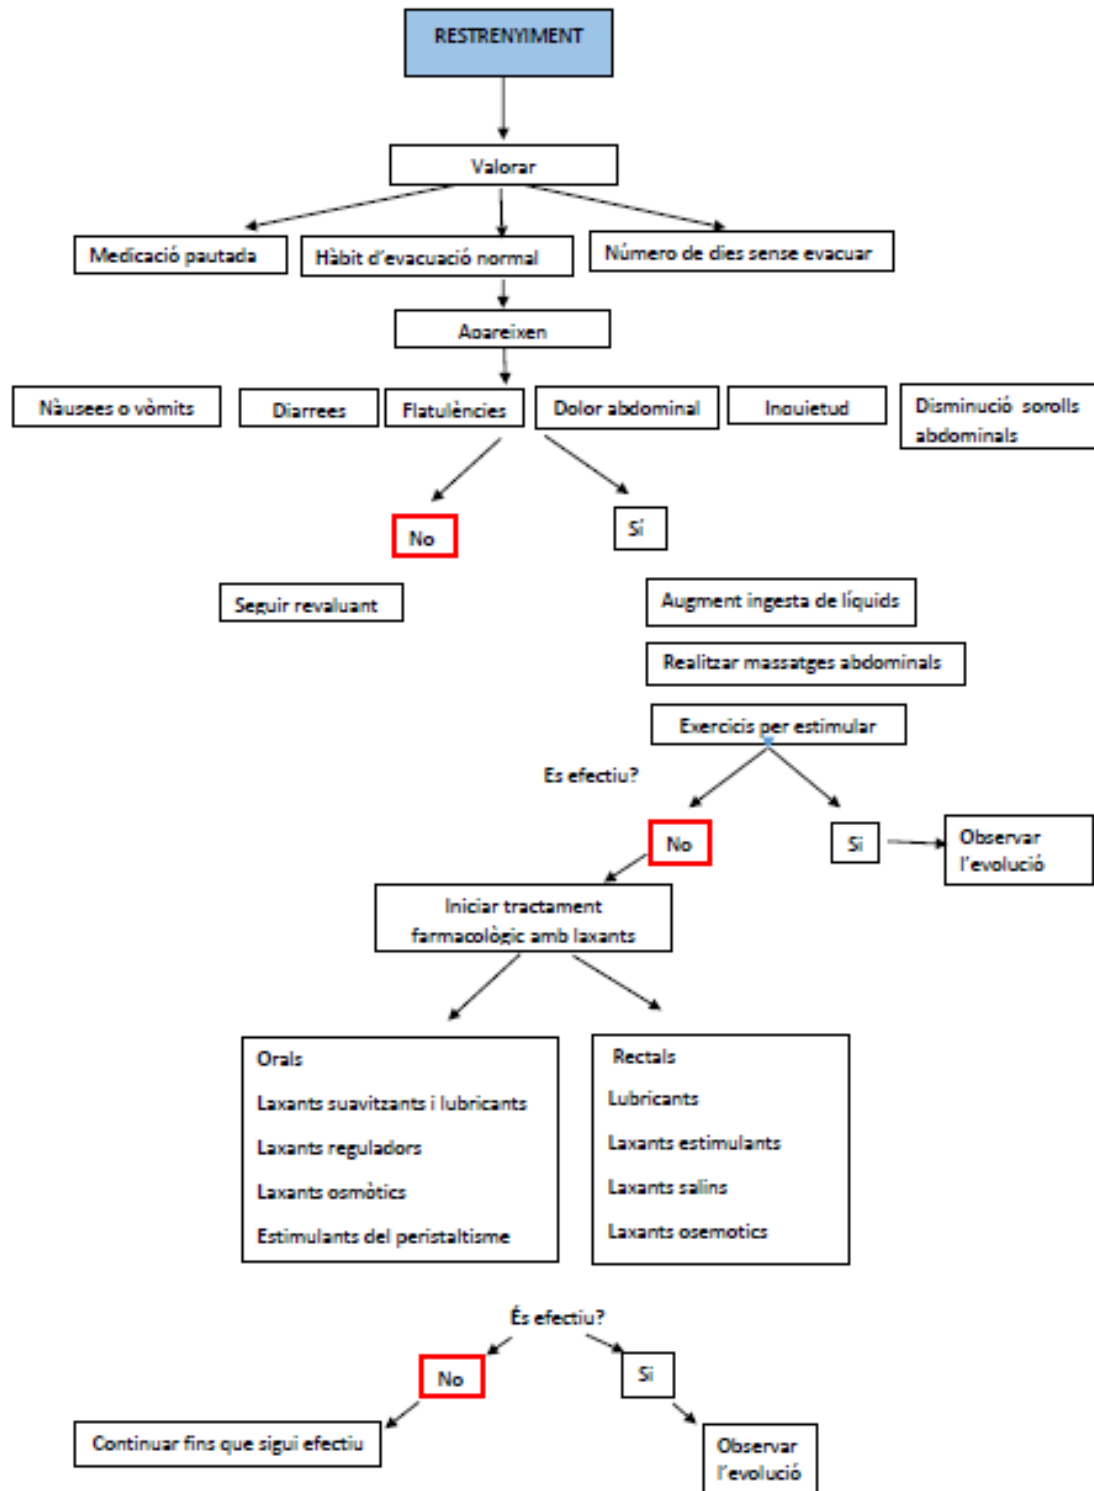 RESTRENYIMENT
Valorar
Medicació pautada
Hàbit d'evacuació normal
Número de dies sense evacuar
Apareixen
Nàusees o vòmits
Diarrees
Flatulències
Dolor abdominal
Inquietud
Disminució sorolls
abdominals
No
Sí
Seguir revaluant
Augment ingesta de líquids
Realitzar massatges abdominals
Exercicis per estimular
Es efectiu?
No
Si
Observar
l'evolució
Iniciar tractament
farmacològic amb laxants
Orals
Laxants suavitzants i lubricants
Laxants reguladors
Laxants osmòtics
Estimulants del peristaltisme
Rectals
Lubricants
Laxants estimulants
Laxants salins
Laxants osemotics
És efectiu?
No
Si
Continuar fins que sigui efectiu
Observar
l'evolució